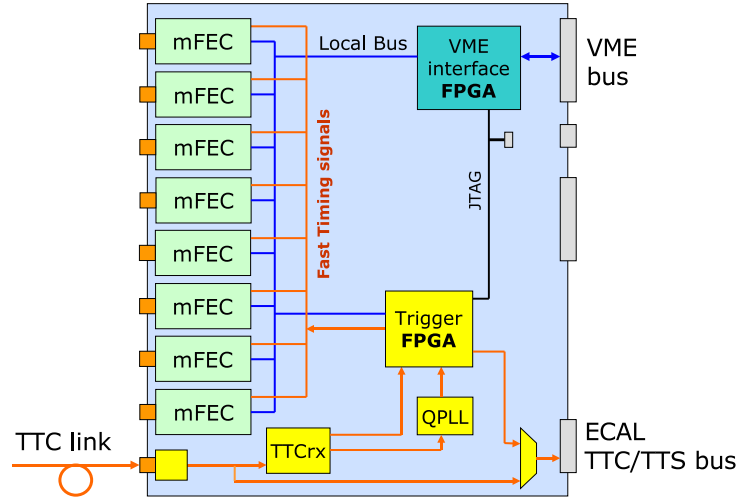 mFEC
mFEC
mFEC
mFEC
mFEC
mFEC
mFEC
mFEC
Local Bus
VME
interface
FPGA
VME
bus
Fast Timing signals
JTAG
Trigger
FPGA
QPLL
TTCrx
TTC link
ECAL
TTC/TTS bus